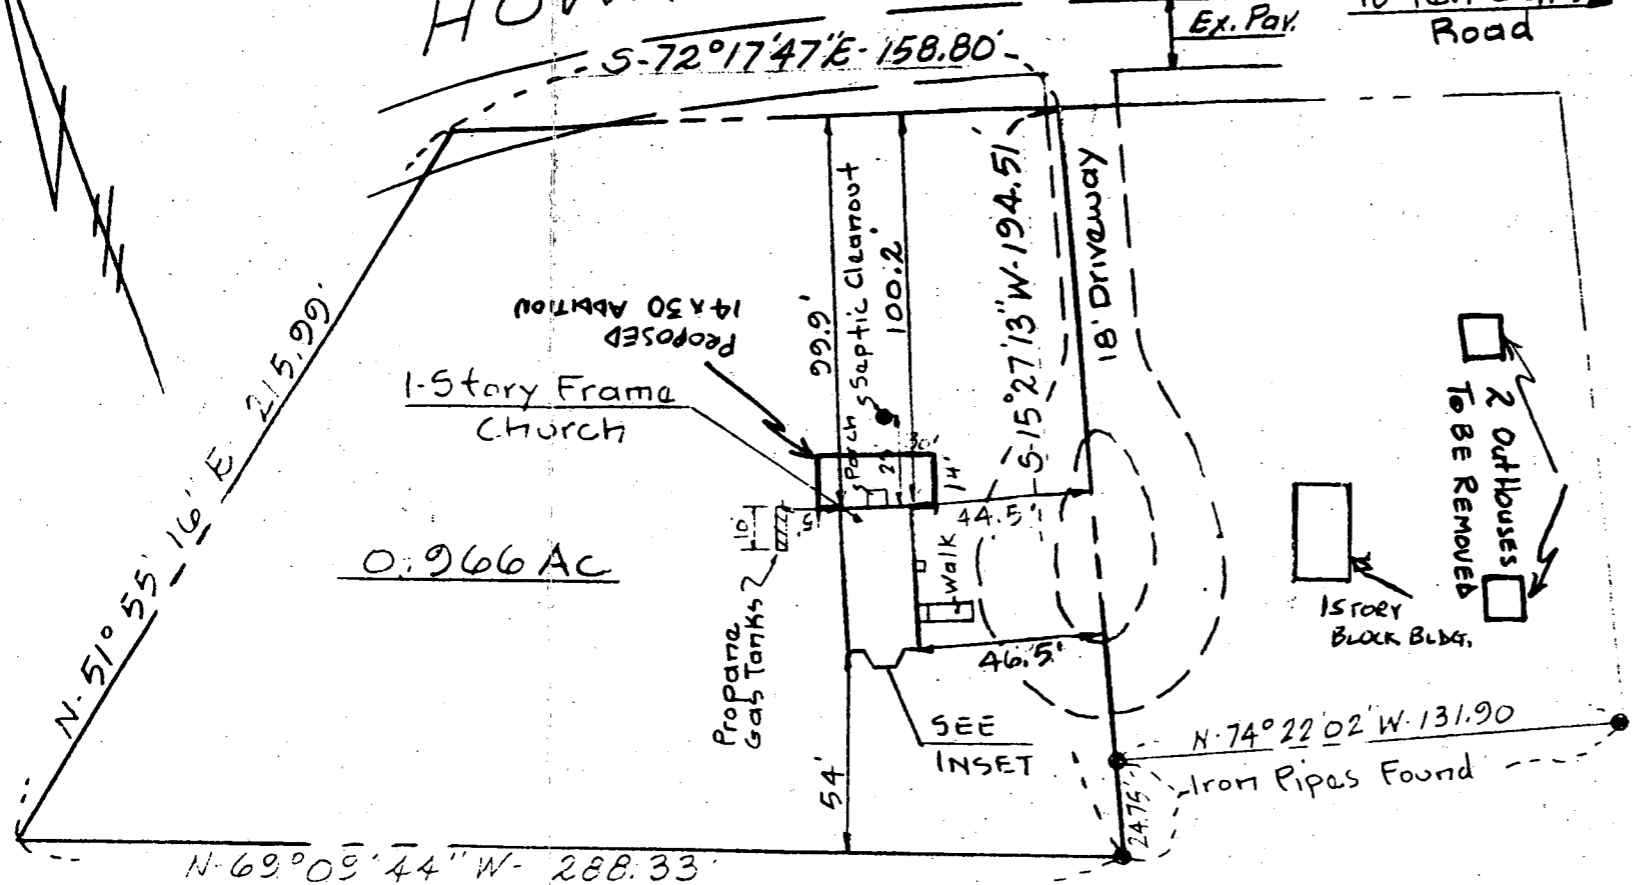 Ex. Pav.
Road
S-72°17'47"E-158.80'
N-51°55'16"E 215.99'
99.9'
Septic Cleanout
100.2'
S-15°27'13"W-194.51'
18' Driveway
PROPOSED
14 x 30 ADDITION
1-Story Frame
Church
Porch
30'
14'
44.5'
10'
5'
0.966 Ac
Propane
Gas Tanks
Walk
46.5'
SEE
INSET
54'
2 OutHouses
To BE REMOVED
1 STORY
BLOCK BLDG.
N-74°22'02"W-131.90
Iron Pipes Found
24.75'
N-69°09'44"W- 288.33'